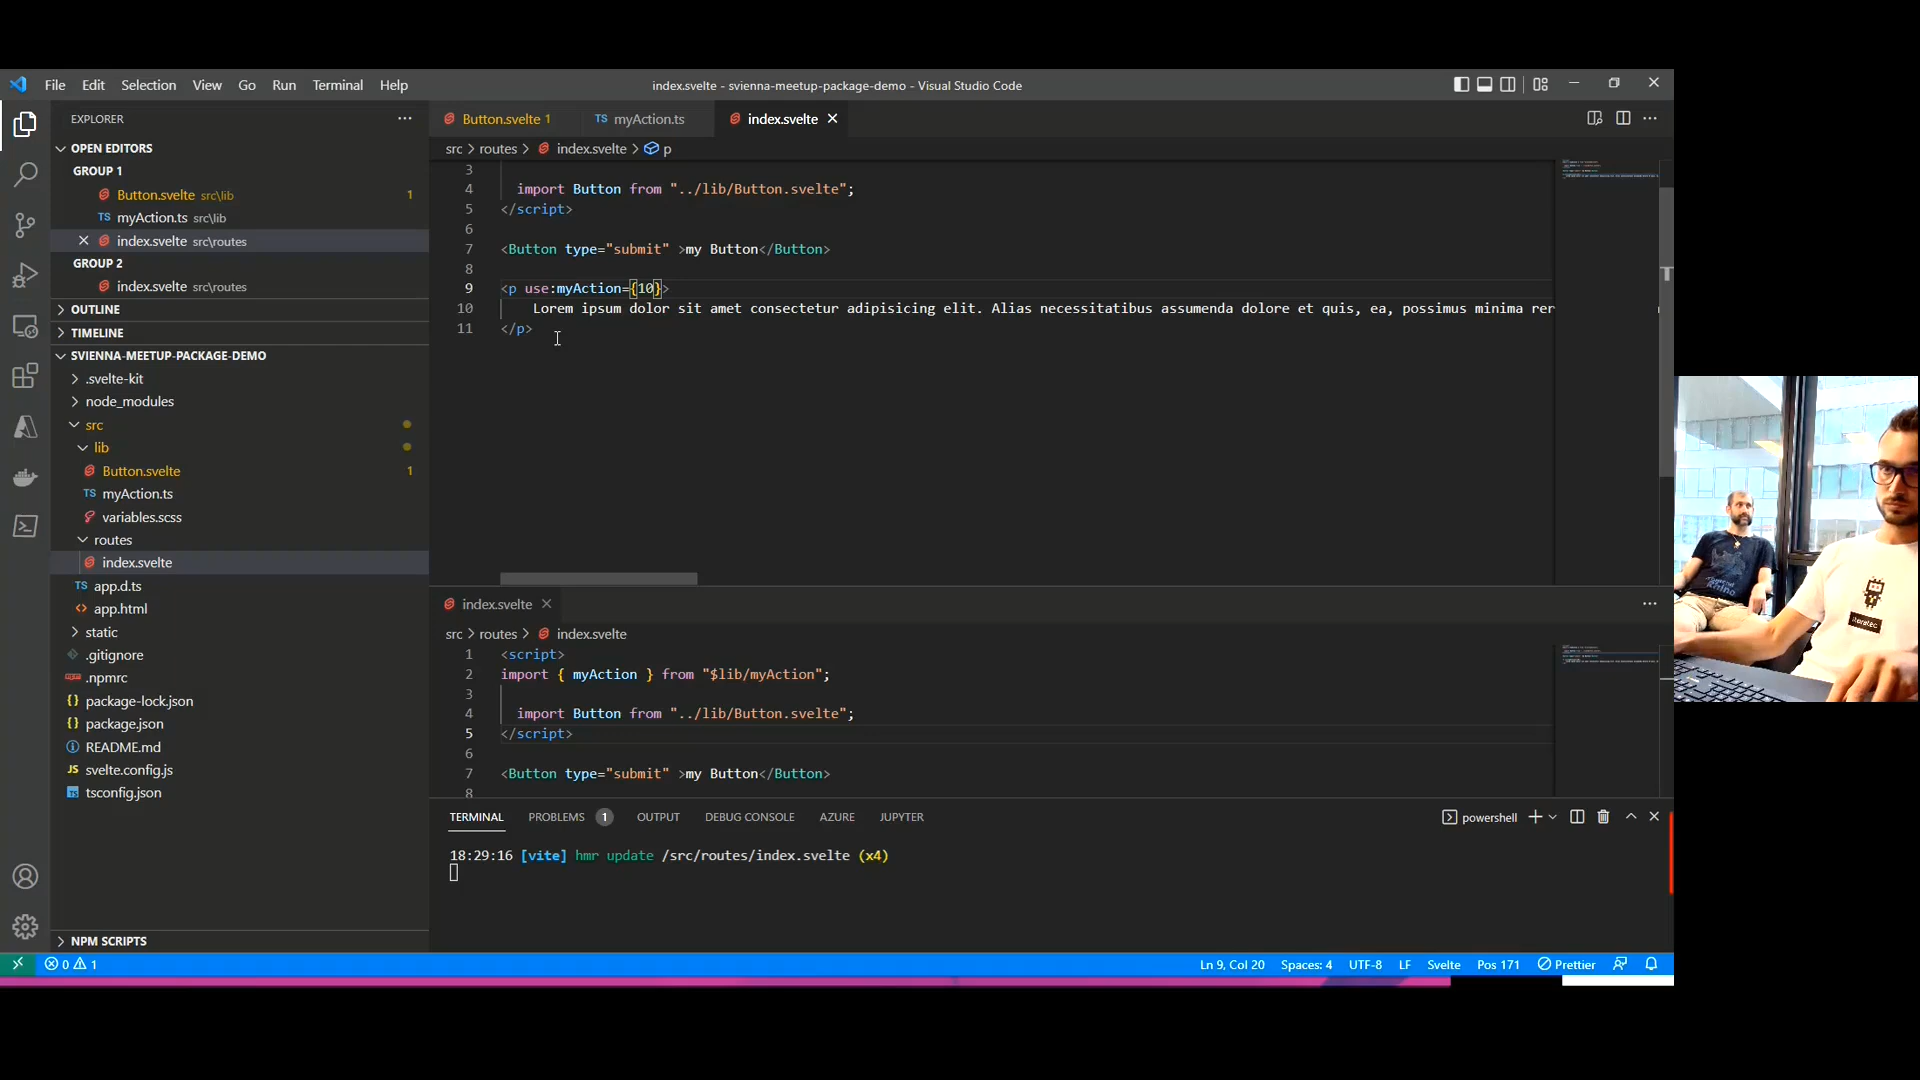 File Edit Selection View Go Run Terminal Help
index.svelte - svienna-meetup-package-demo - Visual Studio Code
EXPLORER
OPEN EDITORS
GROUP 1
Button.svelte src\lib 1
TS myAction.ts src\lib
index.svelte src\routes
GROUP 2
index.svelte src\routes
OUTLINE
TIMELINE
SVIENNA-MEETUP-PACKAGE-DEMO
.svelte-kit
node_modules
src
lib
Button.svelte 1
TS myAction.ts
variables.scss
routes
index.svelte
TS app.d.ts
app.html
static
.gitignore
.npmrc
{} package-lock.json
{} package.json
README.md
JS svelte.config.js
tsconfig.json
NPM SCRIPTS
Button.svelte 1
TS myAction.ts
index.svelte
src > routes > index.svelte > p
3
4 import Button from "../lib/Button.svelte";
5 </script>
6
7 <Button type="submit" >my Button</Button>
8
9 <p use:myAction={10}>
10 Lorem ipsum dolor sit amet consectetur adipisicing elit. Alias necessitatibus assumenda dolore et quis, ea, possimus minima rer
11 </p>
index.svelte
src > routes > index.svelte
1 <script>
2 import { myAction } from "$lib/myAction";
3
4 import Button from "../lib/Button.svelte";
5 </script>
6
7 <Button type="submit" >my Button</Button>
8
TERMINAL PROBLEMS 1 OUTPUT DEBUG CONSOLE AZURE JUPYTER
powershell
18:29:16 [vite] hmr update /src/routes/index.svelte (x4)
0 1
Ln 9, Col 20 Spaces: 4 UTF-8 LF Svelte Pos 171 Prettier
iteratec